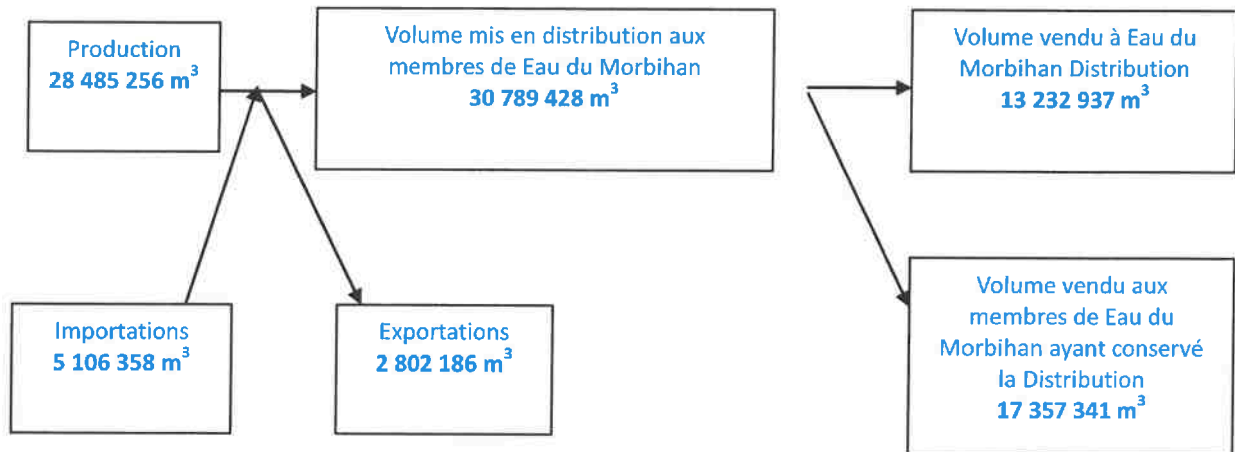 Production
28 485 256 m³
Volume mis en distribution aux
membres de Eau du Morbihan
30 789 428 m³
Volume vendu à Eau du
Morbihan Distribution
13 232 937 m³
Importations
5 106 358 m³
Exportations
2 802 186 m³
Volume vendu aux
membres de Eau du
Morbihan ayant conservé
la Distribution
17 357 341 m³